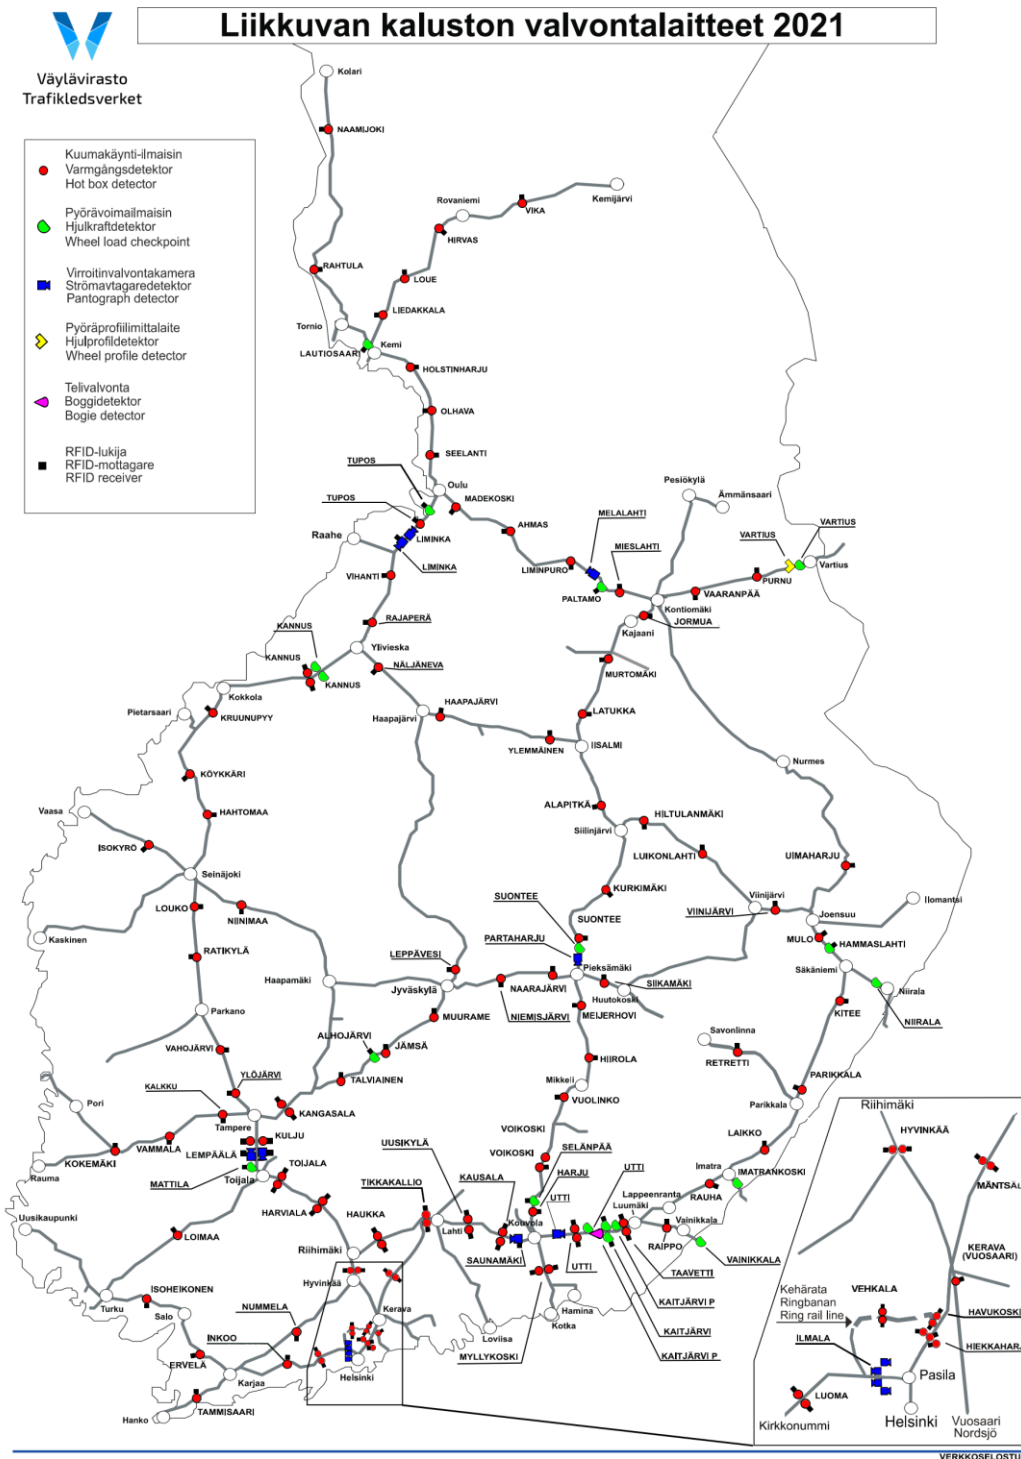 Liikkuvan kaluston valvontalaitteet 2021
Väylävirasto
Trafikledsverket
Kuumakäynti-ilmaisin
Varmgångsdetektor
Hot box detector
Pyörävoimailmaisin
Hjulkraftdetektor
Wheel load checkpoint
Virroitinvalvontakamera
Strömavtagaredetektor
Pantograph detector
Pyöräprofiilimittalaite
Hjulprofildetektor
Wheel profile detector
Telivalvonta
Boggidetektor
Bogie detector
RFID-lukija
RFID-mottagare
RFID receiver
Kolari
NAAMIJOKI
Rovaniemi
Kemijärvi
VIKA
HIRVAS
RAHTULA
LOUE
LIEDAKKALA
Tornio
LAUTIOSAARI
Kemi
HOLSTINHARJU
OLHAVA
SEELANTI
TUPOS
Oulu
TUPOS
MADEKOSKI
Pesiökylä
Ämmänsaari
Raahe
LIMINKA
LIMINKA
AHMAS
MELALAHTI
MIESLAHTI
VARTIUS
VARTIUS
Vartius
VIHANTI
LIMINPURO
PALTAMO
PURNU
VAARANPÄÄ
Kontiomäki
RAJAPERÄ
Kajaani
JORMUA
KANNUS
KANNUS
KANNUS
Ylivieska
NÄLJÄNEVA
MURTOMÄKI
Kokkola
Pietarsaari
KRUUNUPYY
Haapajärvi
HAAPAJÄRVI
LATUKKA
YLEMMÄINEN
IISALMI
Nurmes
KÖYKKÄRI
Vaasa
HAHTOMAA
ALAPITKÄ
HILTULANMÄKI
Siilinjärvi
ISOKYRÖ
LUIKONLAHTI
UIMAHARJU
Seinäjoki
KURKIMÄKI
LOUKO
NIINIMAA
SUONTEE
SUONTEE
Viinijärvi
VIINIJÄRVI
Ilomantsi
Joensuu
Kaskinen
PARTAHARJU
MULO
HAMMASLAHTI
RATIKYLÄ
LEPPÄVESI
Pieksämäki
Säkäniemi
Haapamäki
Jyväskylä
NAARAJÄRVI
SIIKAMÄKI
Huutokoski
Niirala
Parkano
NIEMISJÄRVI
MEIJERHOVI
KITEE
NIIRALA
MUURAME
ALHOJÄRVI
JÄMSÄ
Savonlinna
VAHOJÄRVI
HIIROLA
RETRETTI
YLÖJÄRVI
KALKKU
TALVIAINEN
Mikkeli
PARIKKALA
Pori
VUOLINKO
Parikkala
Riihimäki
KANGASALA
Tampere
VOIKOSKI
HYVINKÄÄ
VAMMALA
KULJU
UUSIKYLÄ
SELÄNPÄÄ
LAIKKO
KOKEMÄKI
LEMPÄÄLÄ
TOIJALA
VOIKOSKI
HARJU
UTTI
Imatra
IMATRANKOSKI
Rauma
MATTILA
Toijala
TIKKAKALLIO
KAUSALA
UTTI
RAUHA
MÄNTSÄL
Uusikaupunki
HARVIALA
HAUKKA
Lappeenranta
Luumäki
Vainikkala
LOIMAA
Lahti
Kouvola
RAIPPO
KERAVA
(VUOSAARI)
Riihimäki
SAUNAMÄKI
UTTI
TAAVETTI
VAINIKKALA
Hyvinkää
Kehärata
Ringbanan
Ring rail line
VEHKALA
ISOHEIKONEN
Turku
Salo
NUMMELA
Kerava
Hamina
Kotka
KAITJÄRVI P
HAVUKOSKI
Loviisa
KAITJÄRVI
ILMALA
HIEKKAHAR
INKOO
MYLLYKOSKI
KAITJÄRVI P
ERVELÄ
Karjaa
Helsinki
Pasila
LUOMA
Hanko
TAMMISAARI
Kirkkonummi
Helsinki
Vuosaari
Nordsjö
VERKKOSELOSTU